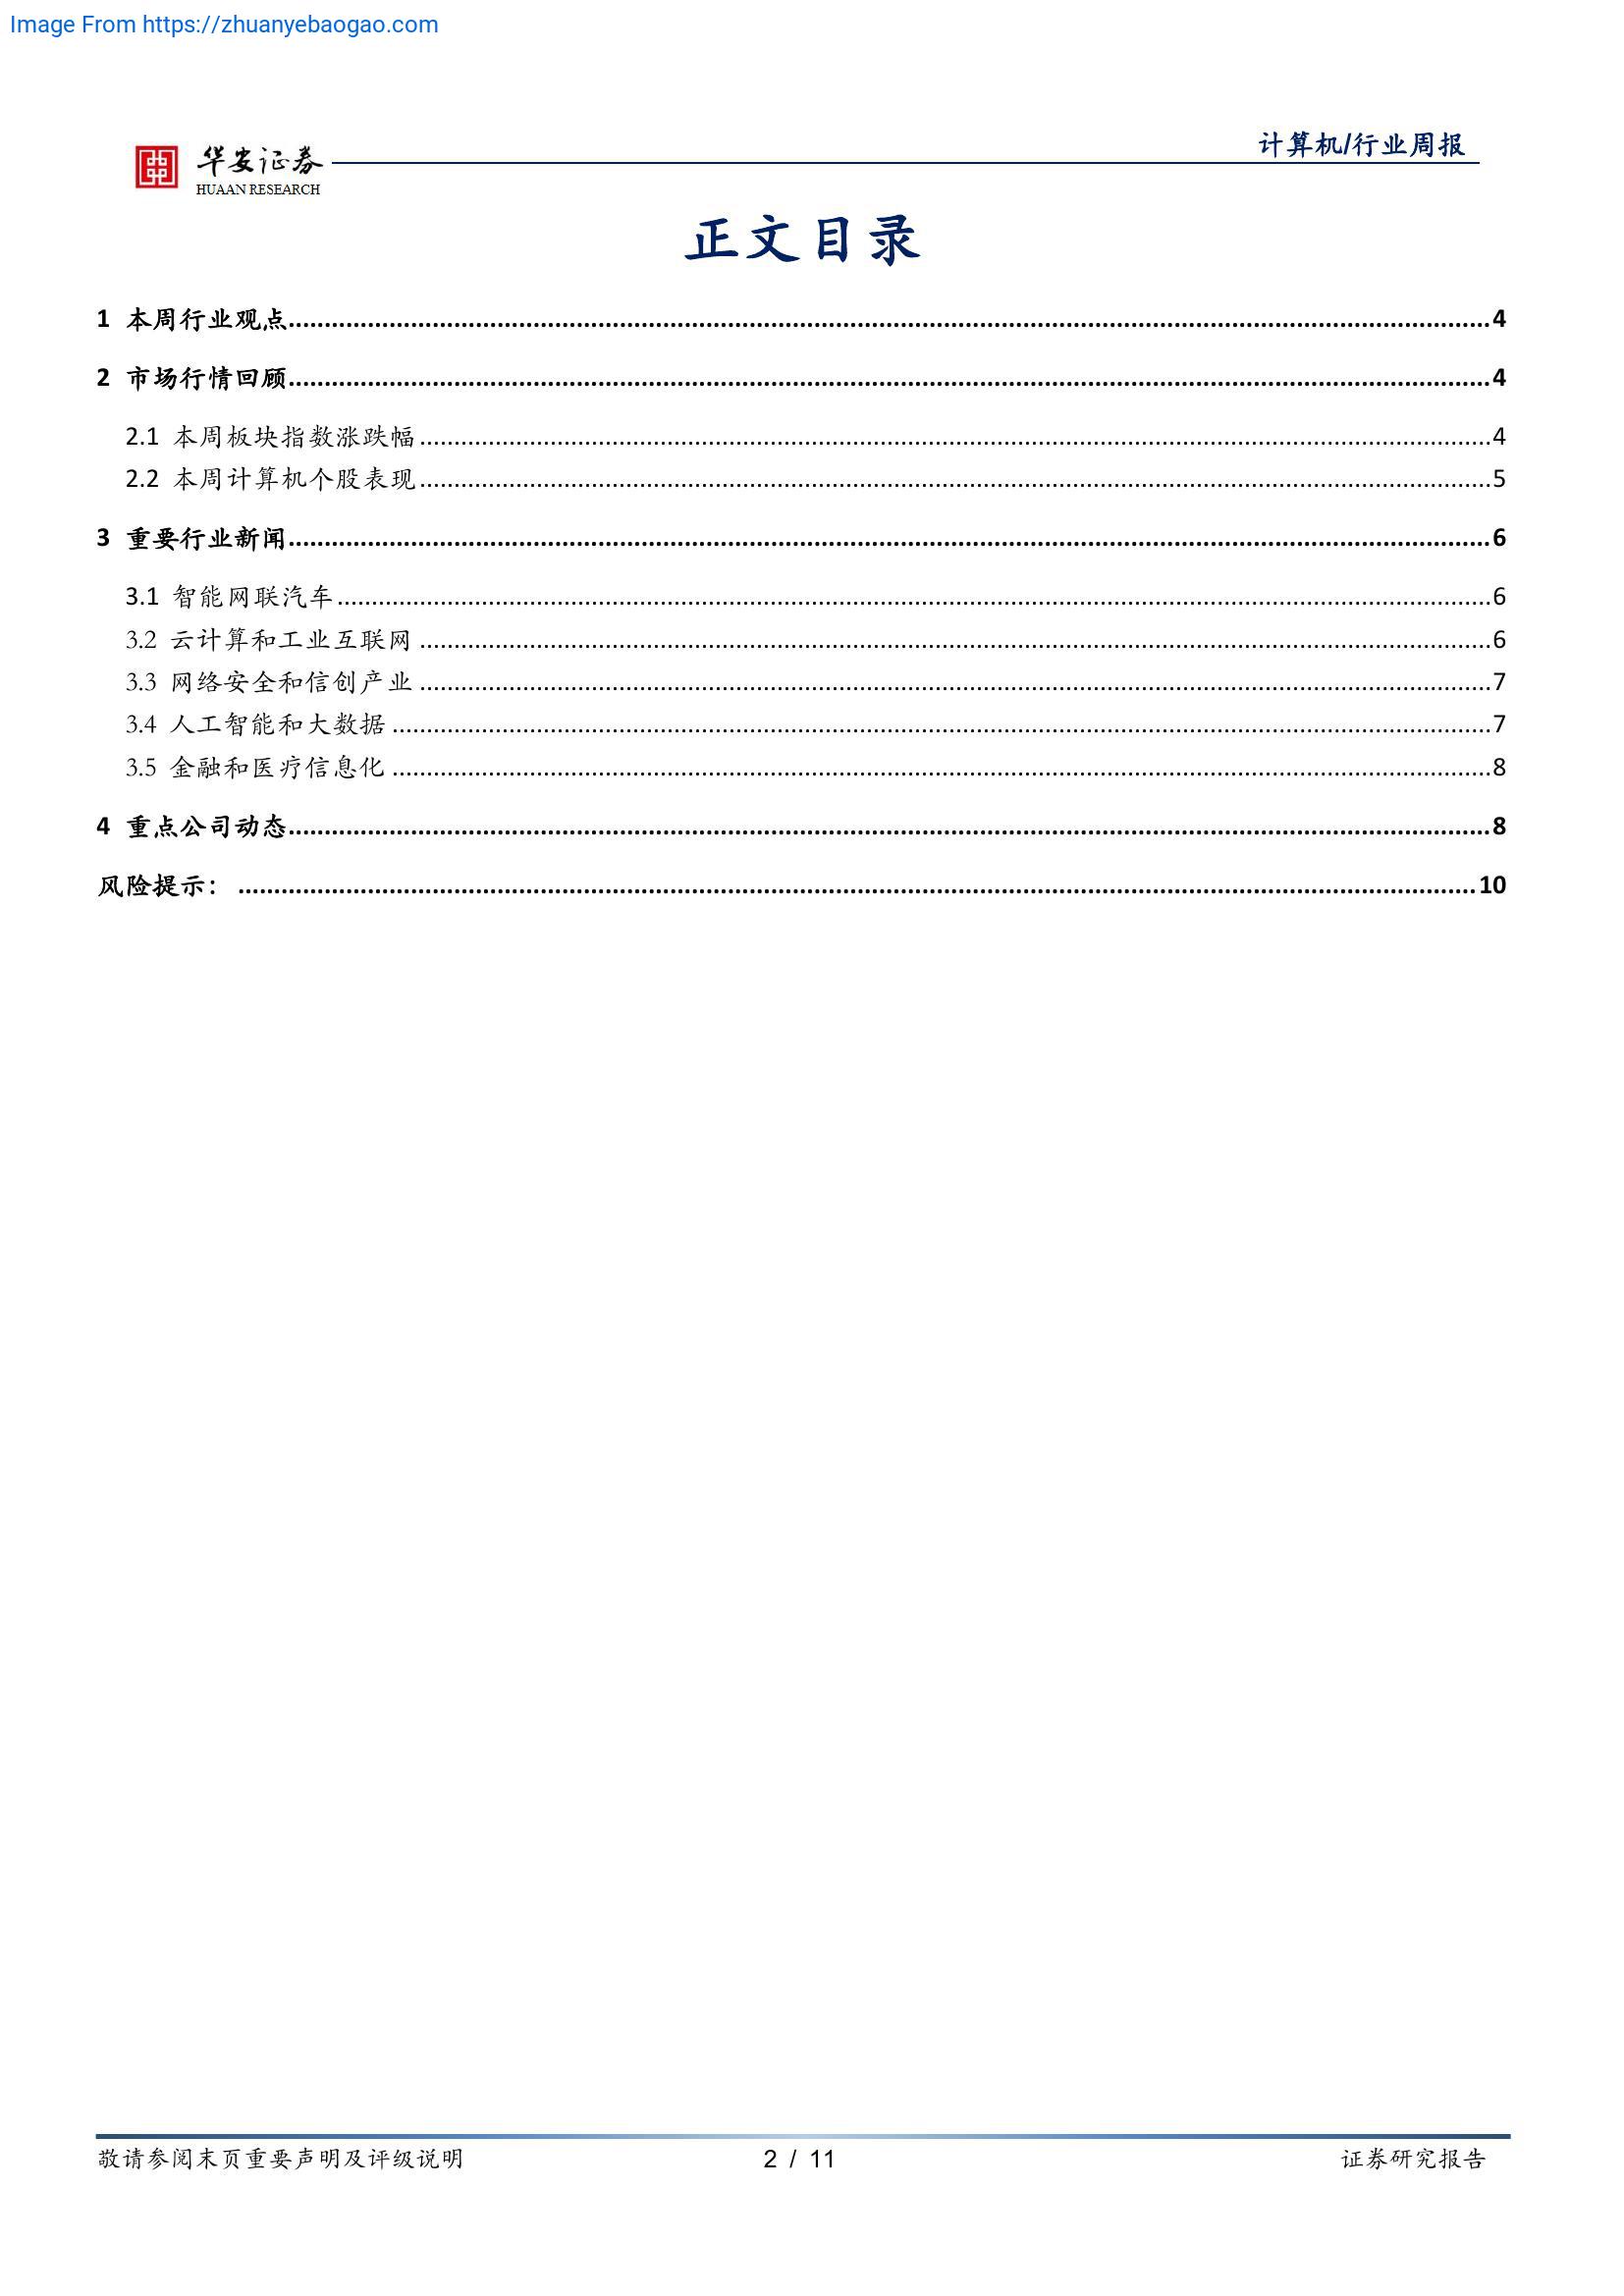 Image From https://zhuanyebaogao.com
华安证券
HUAAN RESEARCH
计算机/行业周报
正文目录
1 本周行业观点 4
2 市场行情回顾 4
2.1 本周板块指数涨跌幅 4
2.2 本周计算机个股表现 5
3 重要行业新闻 6
3.1 智能网联汽车 6
3.2 云计算和工业互联网 6
3.3 网络安全和信创产业 7
3.4 人工智能和大数据 7
3.5 金融和医疗信息化 8
4 重点公司动态 8
风险提示： 10
敬请参阅末页重要声明及评级说明
2 / 11
证券研究报告